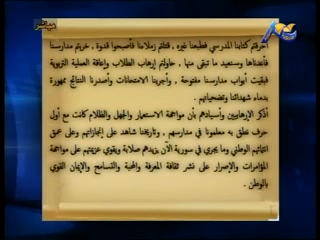 مباشر
أحرقتم كتابنا المدرسي فطبعنا غيره , قتلتم زملاءنا فأصبحوا قدوة , خربتم مدارسنا
فأعدناها وسنعيد ما تبقى منها , حاولتم إرهاب الطلاب وإعاقة العملية التربوية
فبقيت أبواب مدارسنا مفتوحة , وأجرينا الامتحانات وأصدرنا النتائج ممهورة
بدماء شهدائنا وتضحياتهم .
أذكر الإرهابيين وأسيادهم بأن مواجهة الاستعمار والجهل والظلام كانت مع أول
حرف نطق به معلمونا في مدارسهم , وتاريخنا شاهد على إنجازاتهم وعلى عمق
انتمائهم الوطني وما يجري في سورية الآن يزيدهم صلابة ويقوي عزيمتهم على مواجهة
المؤامرات والإصرار على نشر ثقافة المعرفة والمحبة والتسامح والإيمان القوي
بالوطن .